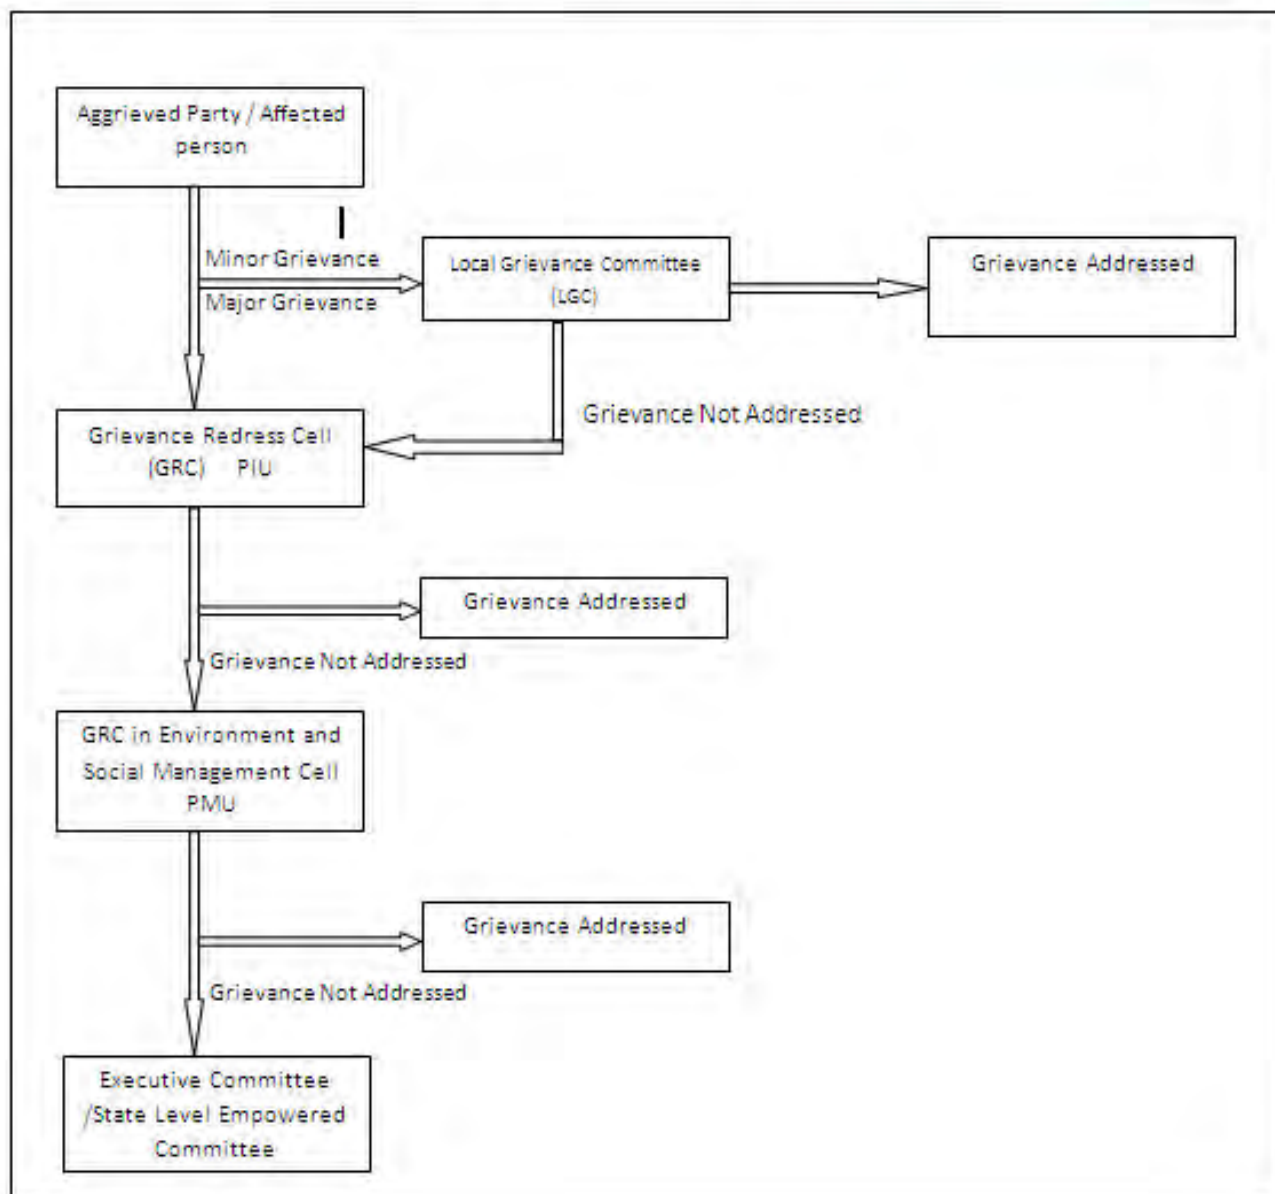 Aggrieved Party / Affected
person
Minor Grievance
Major Grievance
Local Grievance Committee
(LGC)
Grievance Addressed
Grievance Not Addressed
Grievance Redress Cell
(GRC) PIU
Grievance Addressed
Grievance Not Addressed
GRC in Environment and
Social Management Cell
PMU
Grievance Addressed
Grievance Not Addressed
Executive Committee
/State Level Empowered
Committee